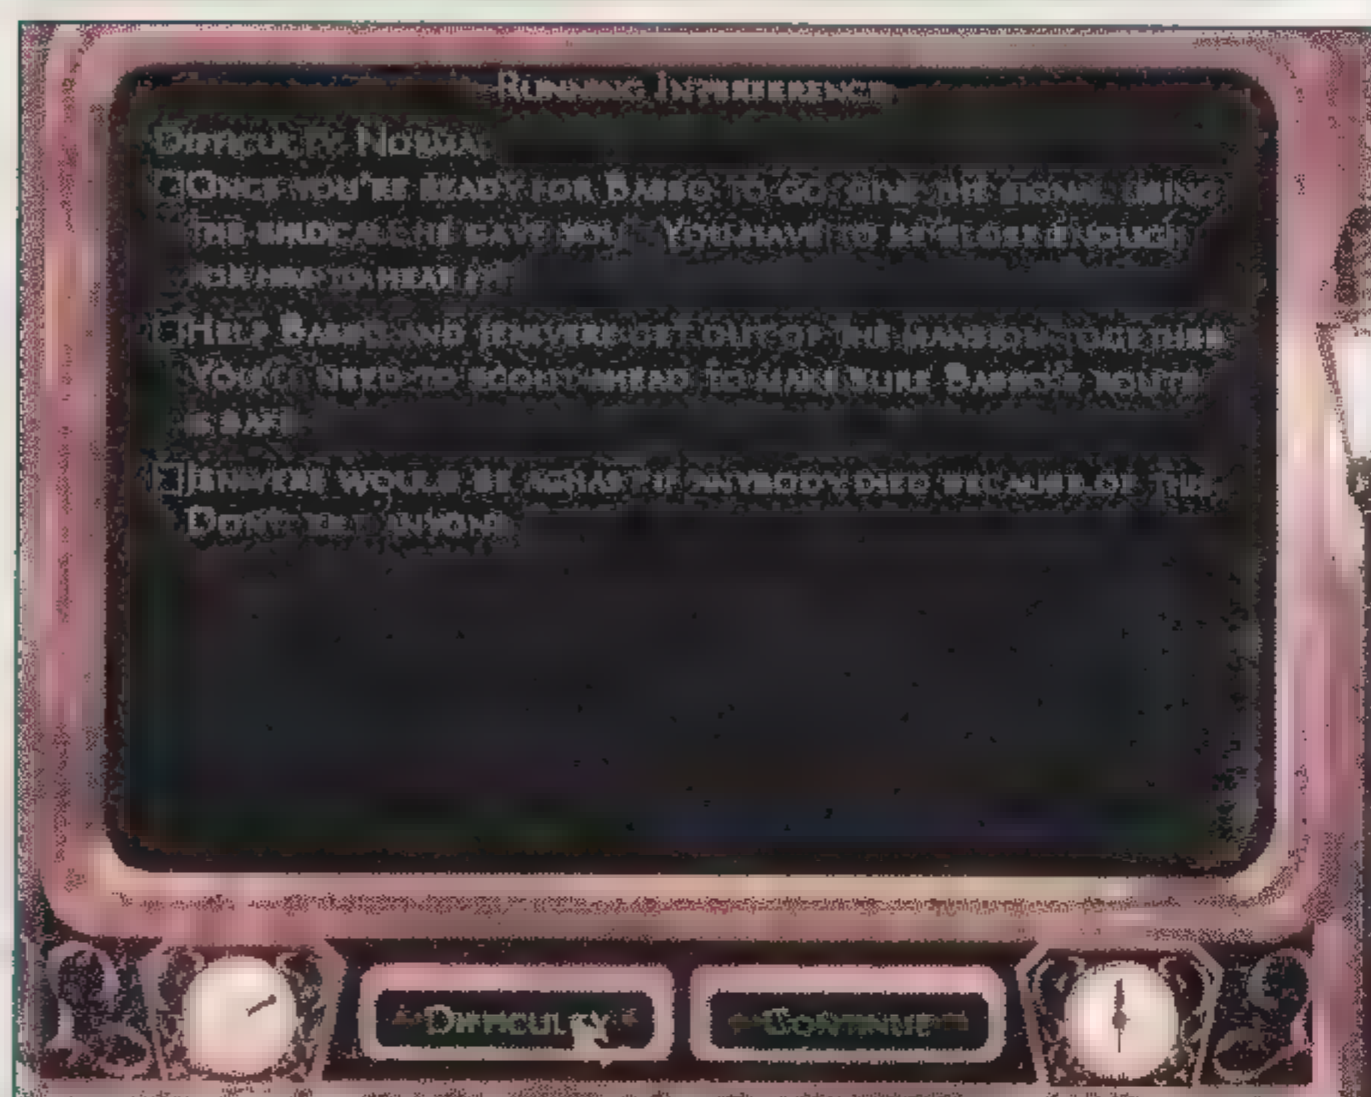 Running Interference
Difficulty: Normal
Once you're ready for Basso to go, give the signal using
the birdcall he gave you. You have to be close enough
for him to hear it.
Help Basso and Jenivere get out of the mansion together.
You'll need to scout ahead to make sure Basso's route
is safe.
Jenivere would be aghast if anybody died because of this.
Don't kill anyone.
Difficulty
Continue